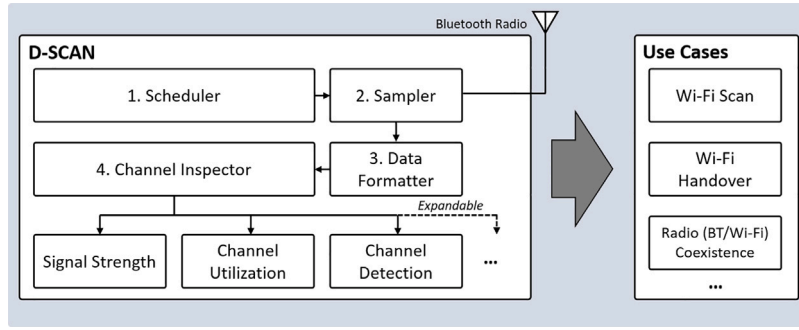 Bluetooth Radio
D-SCAN
1. Scheduler
2. Sampler
4. Channel Inspector
3. Data
Formatter
Expandable
Signal Strength
Channel
Utilization
Channel
Detection
...
Use Cases
Wi-Fi Scan
Wi-Fi
Handover
Radio (BT/Wi-Fi)
Coexistence
...